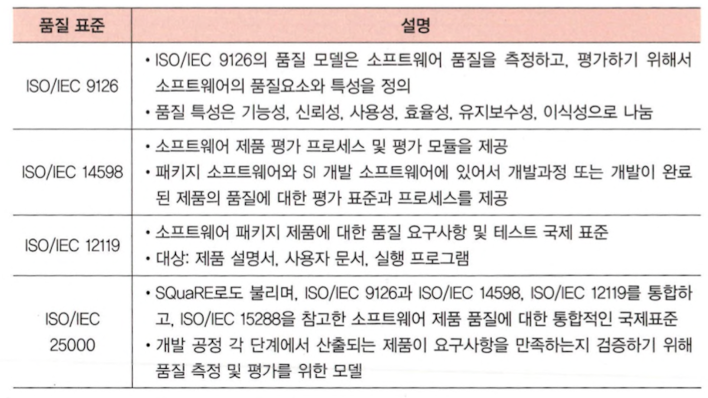 품질 표준
설명
ISO/IEC 9126
• ISO/IEC 9126의 품질 모델은 소프트웨어 품질을 측정하고, 평가하기 위해서
소프트웨어의 품질요소와 특성을 정의
• 품질 특성은 기능성, 신뢰성, 사용성, 효율성, 유지보수성, 이식성으로 나눔
ISO/IEC 14598
• 소프트웨어 제품 평가 프로세스 및 평가 모듈을 제공
• 패키지 소프트웨어와 SI 개발 소프트웨어에 있어서 개발과정 또는 개발이 완료
된 제품의 품질에 대한 평가 표준과 프로세스를 제공
ISO/IEC 12119
• 소프트웨어 패키지 제품에 대한 품질 요구사항 및 테스트 국제 표준
• 대상: 제품 설명서, 사용자 문서, 실행 프로그램
ISO/IEC
25000
• SQuaRE로도 불리며, ISO/IEC 9126과 ISO/IEC 14598, ISO/IEC 12119를 통합하
고, ISO/IEC 15288을 참고한 소프트웨어 제품 품질에 대한 통합적인 국제표준
• 개발 공정 각 단계에서 산출되는 제품이 요구사항을 만족하는지 검증하기 위해
품질 측정 및 평가를 위한 모델